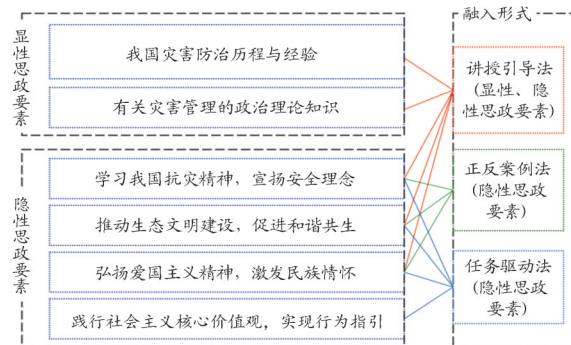 显性思政要素
我国灾害防治历程与经验
有关灾害管理的政治理论知识
隐性思政要素
学习我国抗灾精神，宣扬安全理念
推动生态文明建设，促进和谐共生
弘扬爱国主义精神，激发民族情怀
践行社会主义核心价值观，实现行为指引
融入形式
讲授引导法
(显性、隐
性思政要素)
正反案例法
(隐性思政
要素)
任务驱动法
(隐性思政
要素)